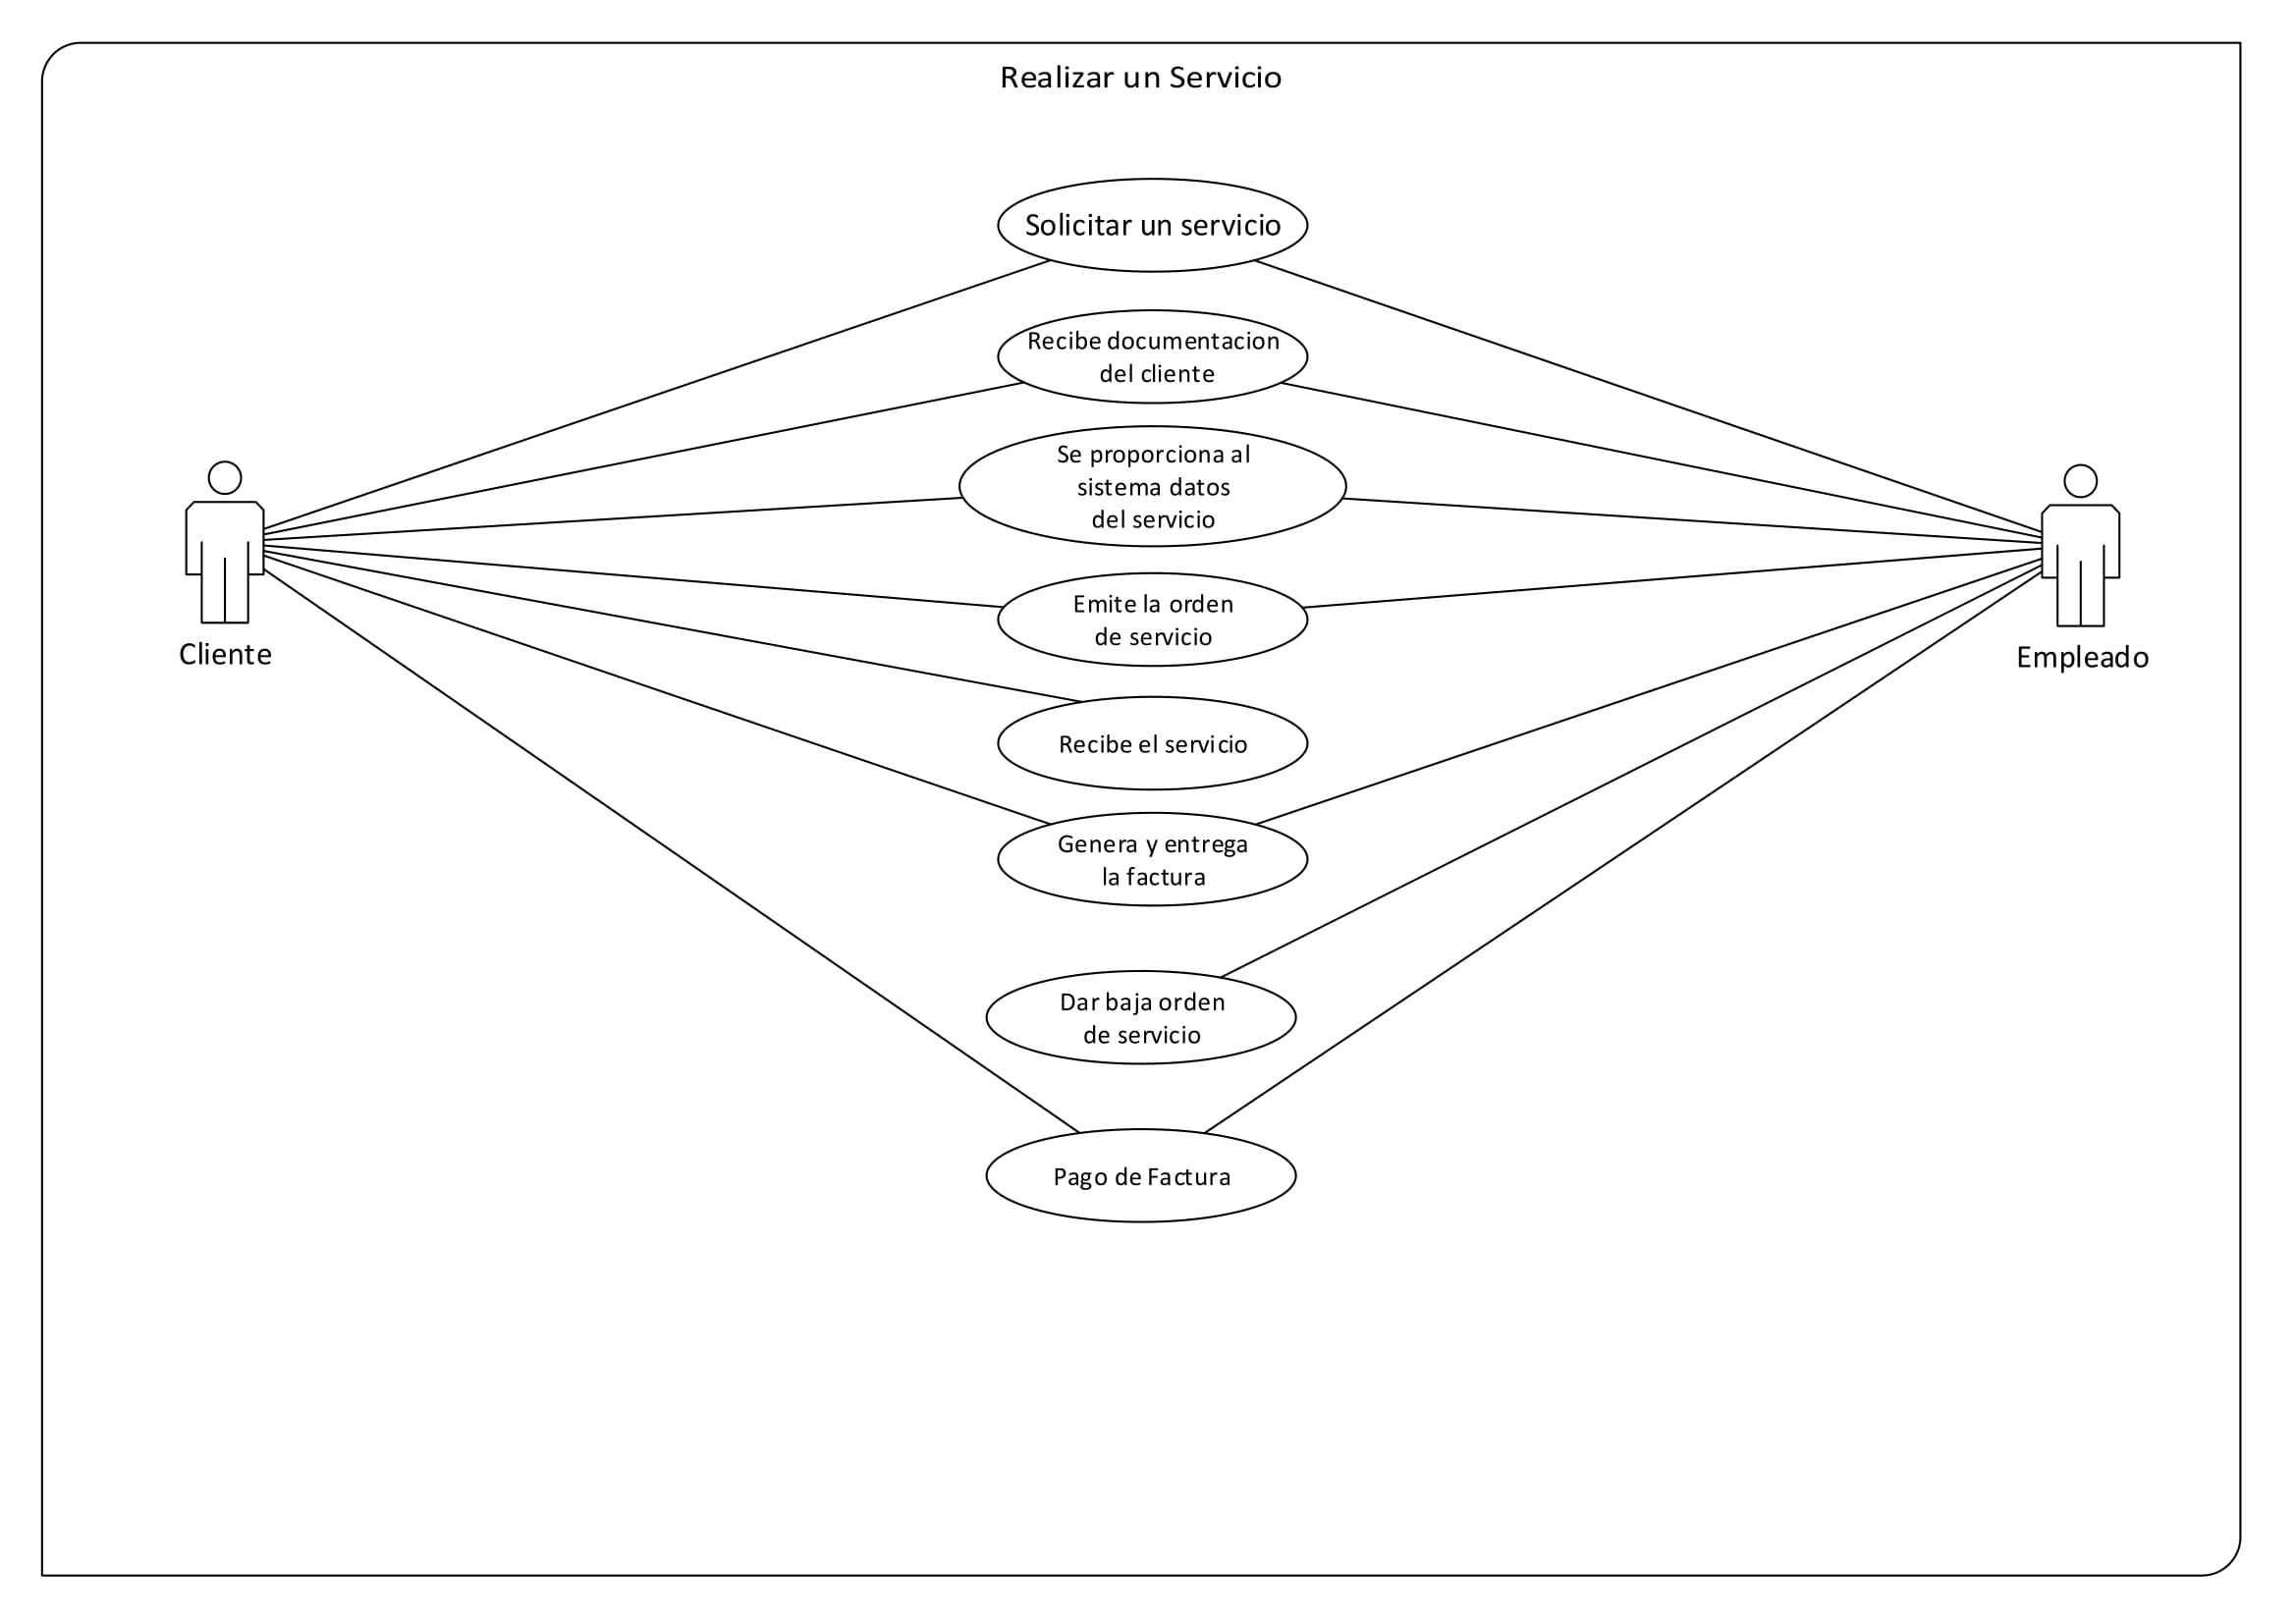 Realizar un Servicio
Solicitar un servicio
Recibe documentacion
del cliente
Se proporciona al
sistema datos
del servicio
Emite la orden
de servicio
Cliente
Empleado
Recibe el servicio
Genera y entrega
la factura
Dar baja orden
de servicio
Pago de Factura